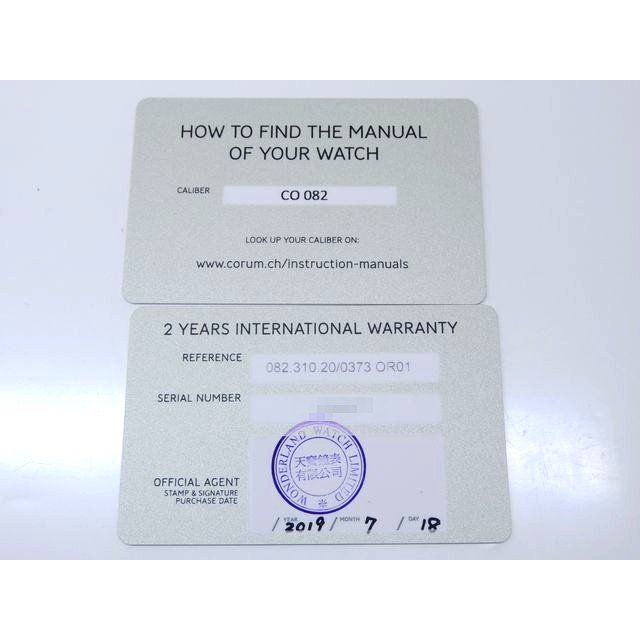 HOW TO FIND THE MANUAL
OF YOUR WATCH
CALIBER
CO 082
LOOK UP YOUR CALIBER ON:
www.corum.ch/instruction-manuals
2 YEARS INTERNATIONAL WARRANTY
REFERENCE
082.310.20/0373 OR01
SERIAL NUMBER
WONDERLAND WATCH LIMITED
天寶鐘表
有限公司
OFFICIAL AGENT
STAMP & SIGNATURE
PURCHASE DATE
/ YEAR 2019 / MONTH 7 / DAY 18